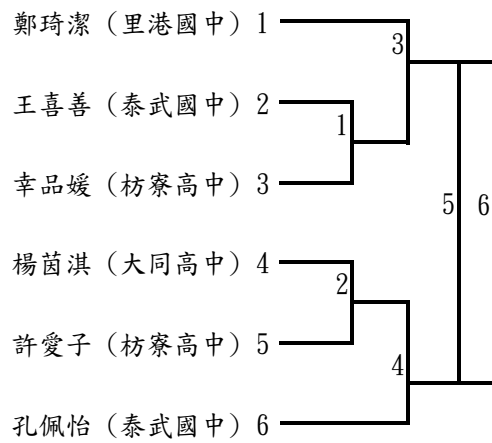 鄭琦潔（里港國中）1
3
王喜善（泰武國中）2
1
幸品媛（枋寮高中）3
5 6
楊茵淇（大同高中）4
2
許愛子（枋寮高中）5
4
孔佩怡（泰武國中）6